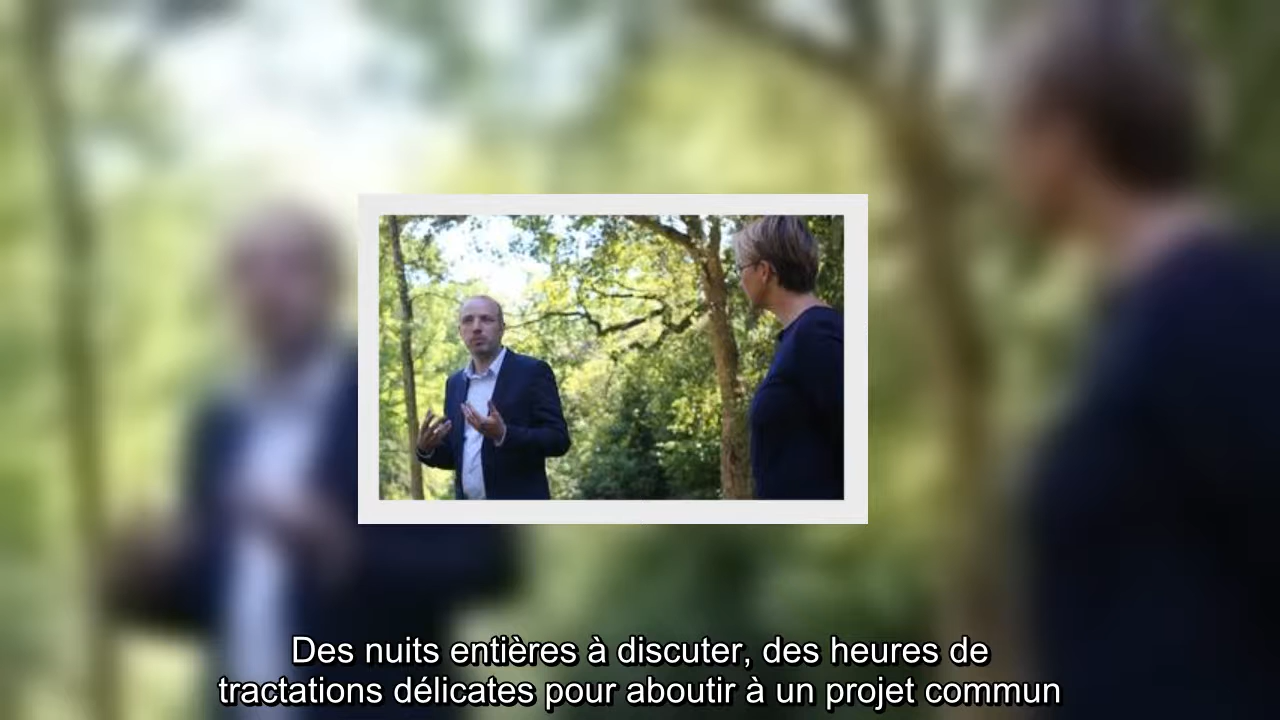 Des nuits entières à discuter, des heures de
tractations délicates pour aboutir à un projet commun